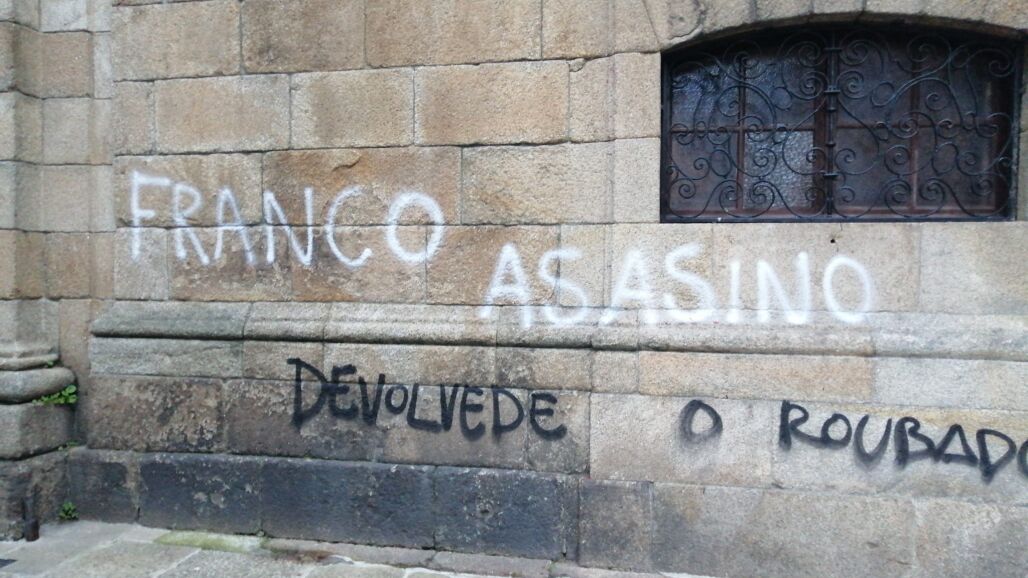 FRANCO
ASASINO
DEVOLVEDE O ROUBADO